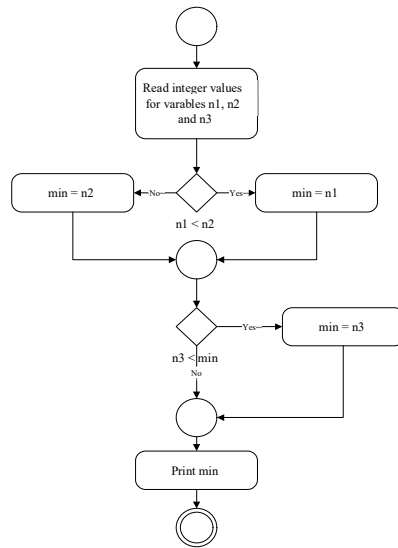 Read integer values
for varables n1, n2
and n3
min = n2
No
Yes
min = n1
n1 < n2
Yes
min = n3
n3 < min
No
Print min